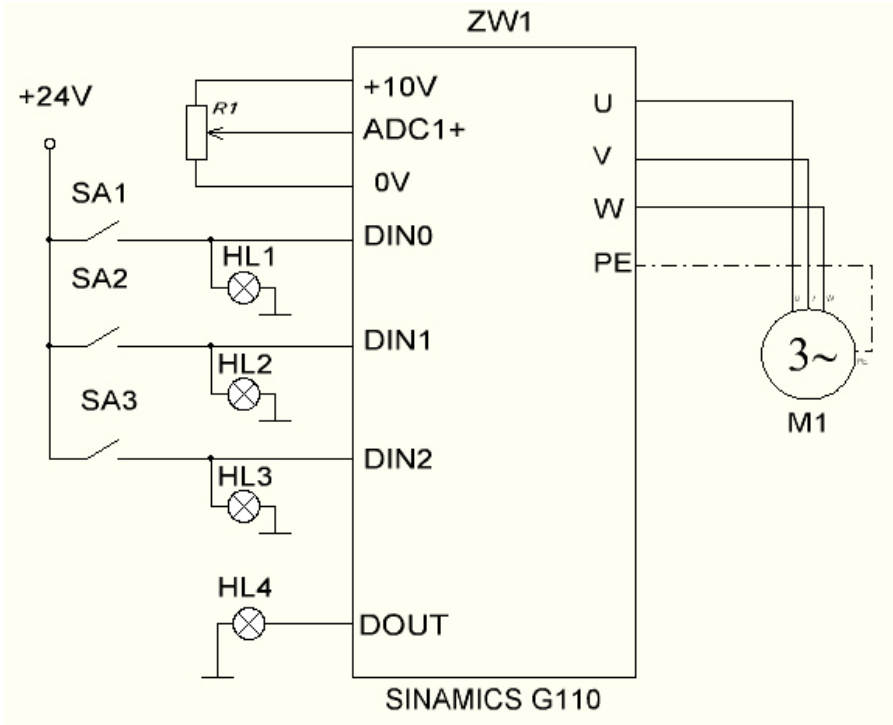 ZW1
+24V
R1
+10V
ADC1+
0V
U
V
W
PE
SA1
DIN0
HL1
SA2
DIN1
HL2
SA3
DIN2
HL3
3~
M1
HL4
DOUT
SINAMICS G110